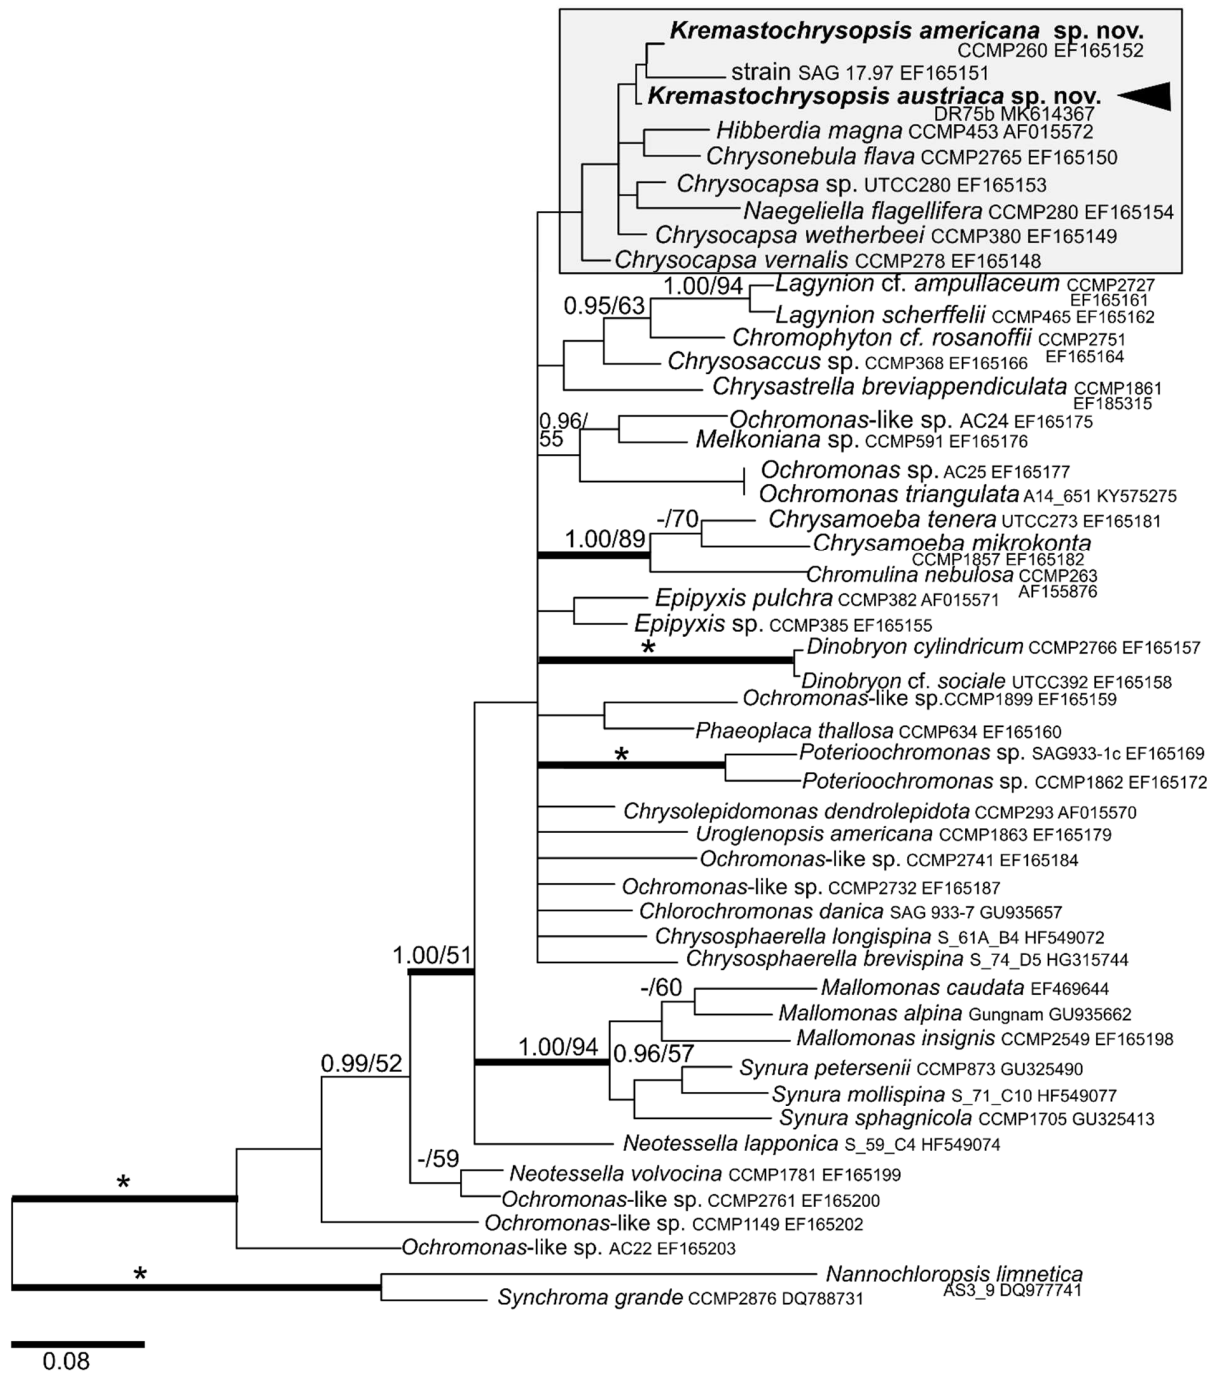 Kremastochrysopsis americana sp. nov.
CCMP260 EF165152
strain SAG 17.97 EF165151
Kremastochrysopsis austriaca sp. nov.
DR75b MK614367
Hibberdia magna CCMP453 AF015572
Chrysonebula flava CCMP2765 EF165150
Chrysocapsa sp. UTCC280 EF165153
Naegeliella flagellifera CCMP280 EF165154
Chrysocapsa wetherbeei CCMP380 EF165149
Chrysocapsa vernalis CCMP278 EF165148
1.00/94
Lagynion cf. ampullaceum CCMP2727
EF165161
0.95/63
Lagynion scherffelii CCMP465 EF165162
Chromophyton cf. rosanoffii CCMP2751
EF165164
Chrysosaccus sp. CCMP368 EF165166
Chrysastrella breviappendiculata CCMP1861
EF185315
0.96/
55
Ochromonas-like sp. AC24 EF165175
Melkoniana sp. CCMP591 EF165176
Ochromonas sp. AC25 EF165177
Ochromonas triangulata A14_651 KY575275
-/70
Chrysamoeba tenera UTCC273 EF165181
1.00/89
Chrysamoeba mikrokonta
CCMP1857 EF165182
Chromulina nebulosa CCMP263
AF155876
Epipyxis pulchra CCMP382 AF015571
Epipyxis sp. CCMP385 EF165155
*
Dinobryon cylindricum CCMP2766 EF165157
Dinobryon cf. sociale UTCC392 EF165158
Ochromonas-like sp.CCMP1899 EF165159
Phaeoplaca thallosa CCMP634 EF165160
*
Poterioochromonas sp. SAG933-1c EF165169
Poterioochromonas sp. CCMP1862 EF165172
Chrysolepidomonas dendrolepidota CCMP293 AF015570
Uroglenopsis americana CCMP1863 EF165179
Ochromonas-like sp. CCMP2741 EF165184
Ochromonas-like sp. CCMP2732 EF165187
Chlorochromonas danica SAG 933-7 GU935657
Chrysosphaerella longispina S_61A_B4 HF549072
1.00/51
Chrysosphaerella brevispina S_74_D5 HG315744
-/60
Mallomonas caudata EF469644
Mallomonas alpina Gungnam GU935662
Mallomonas insignis CCMP2549 EF165198
1.00/94
0.96/57
0.99/52
Synura petersenii CCMP873 GU325490
Synura mollispina S_71_C10 HF549077
Synura sphagnicola CCMP1705 GU325413
Neotessella lapponica S_59_C4 HF549074
-/59
Neotessella volvocina CCMP1781 EF165199
*
Ochromonas-like sp. CCMP2761 EF165200
Ochromonas-like sp. CCMP1149 EF165202
Ochromonas-like sp. AC22 EF165203
*
Nannochloropsis limnetica
AS3_9 DQ977741
Synchroma grande CCMP2876 DQ788731
0.08